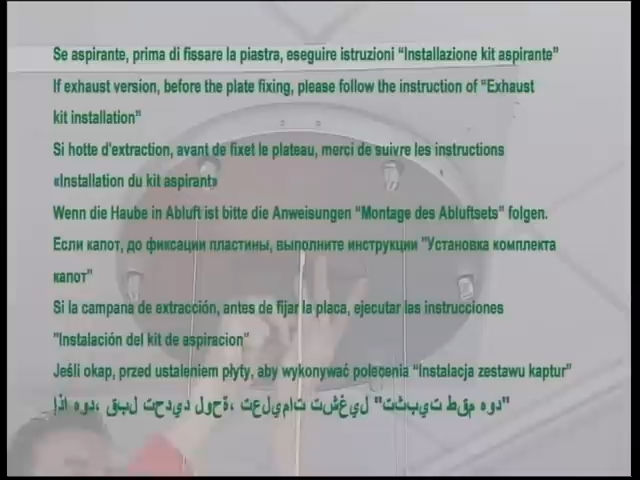 Se aspirante, prima di fissare la piastra, eseguire istruzioni “Installazione kit aspirante”
If exhaust version, before the plate fixing, please follow the instruction of “Exhaust
kit installation”
Si hotte d'extraction, avant de fixet le plateau, merci de suivre les instructions
«Installation du kit aspirant»
Wenn die Haube in Abluft ist bitte die Anweisungen “Montage des Abluftsets” folgen.
Если капот, до фиксации пластины, выполните инструкции "Установка комплекта
капот”
Si la campana de extracción, antes de fijar la placa, ejecutar las instrucciones
"Instalación del kit de aspiracion”
Jeśli okap, przed ustaleniem płyty, aby wykonywać polecenia “Instalacja zestawu kaptur”
اذا هود، قبل تحديد لوحة، تعليمات تشغيل "تثبيت طقم هود"